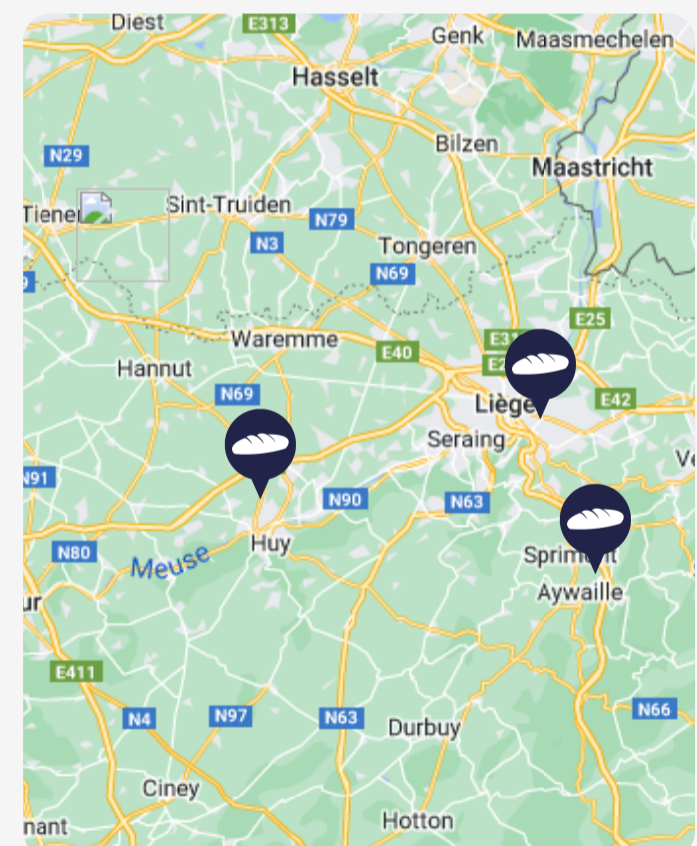 Diest
E313
Genk
Maasmechelen
Hasselt
Bilzen
N29
Maastricht
Sint-Truiden
N79
N3
Tongeren
N69
E25
Waremme
E40
Hannut
N69
E42
Liège
Seraing
N91
N90
N63
Huy
N80
Meuse
Aywaille
E411
N66
N4
N97
N63
Durbuy
Ciney
Hotton